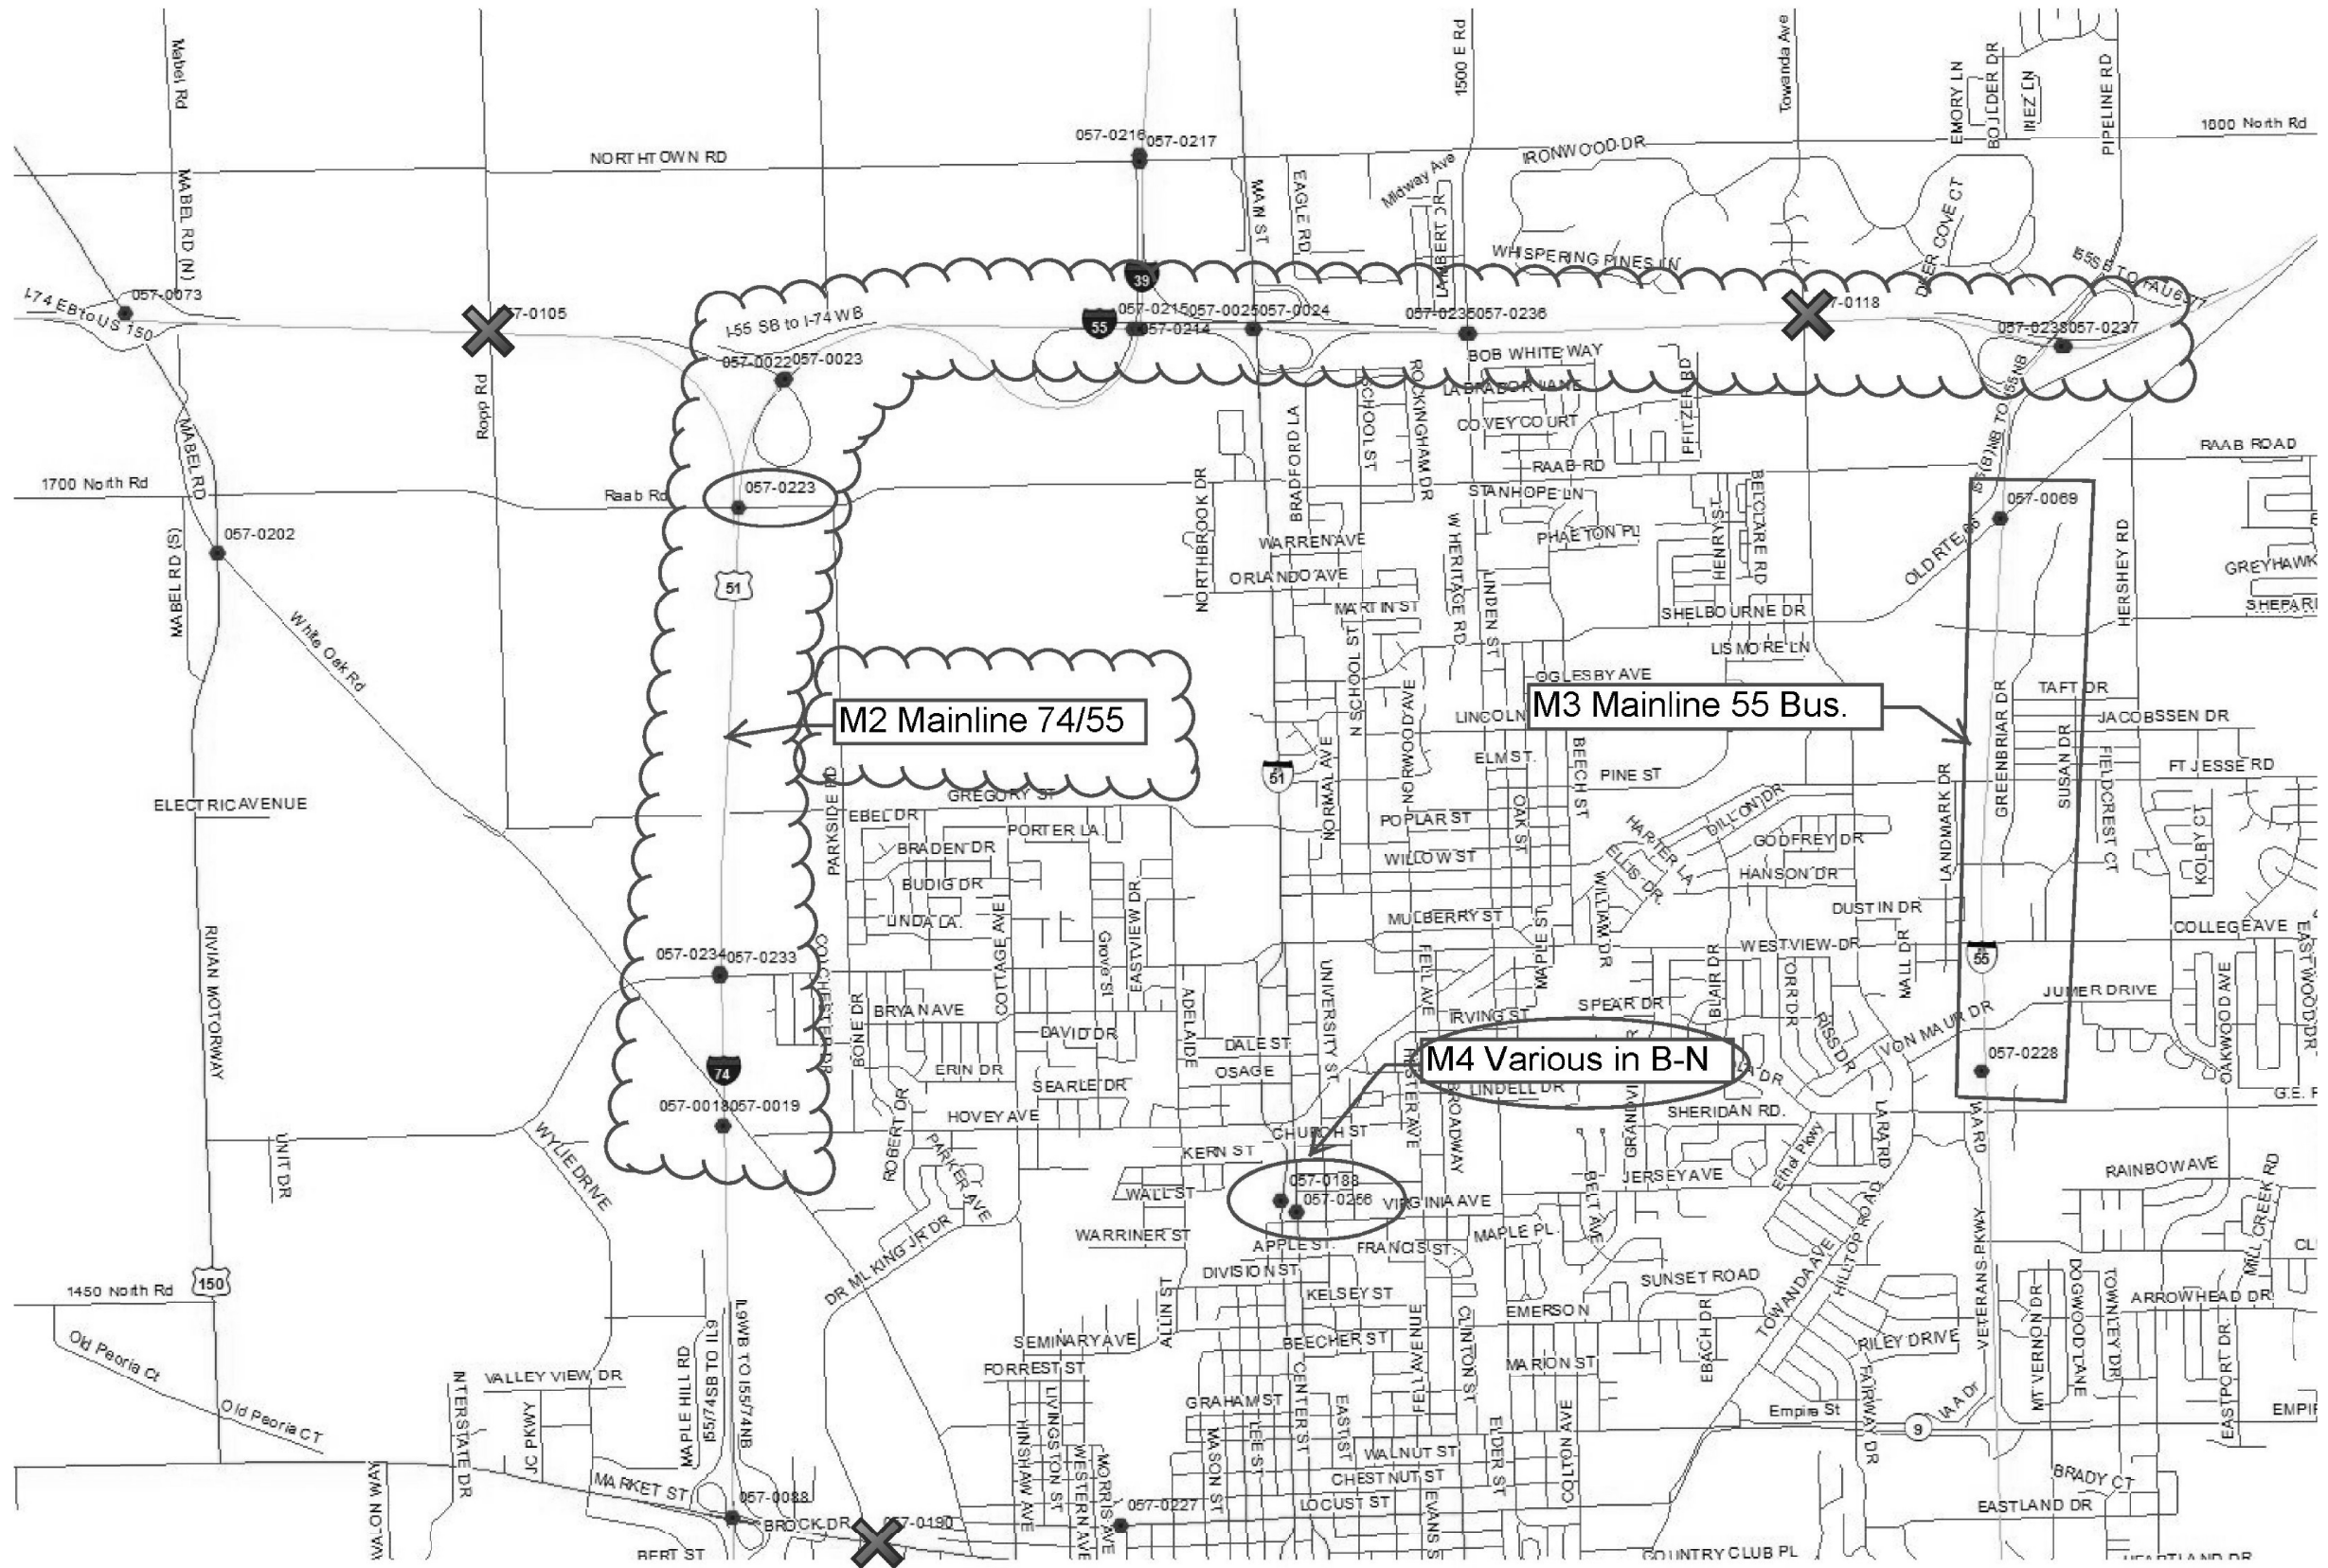 Mabel Rd
1500 E Rd
Towanda Ave
EMORY LN
INEZ LN
PIPELINE RD
1800 North Rd
057-0216
057-0217
NORTHTOWN RD
IRONWOOD DR
Midway Ave
MABEL RD (N)
MAIN ST
EAGLE RD
LAMBERT DR
DEER COVE CT
WHISPERING PINES LN
39
I-74 EB to US 150
057-0073
7-0105
I-55 SB to I-74 WB
55
057-0215
057-0025
057-0024
057-0214
057-0235
057-0236
7-0118
057-0238
057-0237
057-0022
057-0023
BOB WHITE WAY
LABRADOR LANE
COVEY COURT
Ropp Rd
MABEL RD
BRADFORD LA
SCHOOL ST
ROCKINGHAM DR
RAAB ROAD
RAAB RD
1700 North Rd
Raab Rd
057-0223
STANHOPE LN
057-0069
NORTHBROOK DR
HENRY ST
BELCLARE RD
057-0202
WARREN AVE
PHAETON PL
OLD RTE 66
HERSHEY RD
GREYHAWK
MABEL RD (S)
51
ORLANDO AVE
MARTIN ST
W HERITAGE RD
LINDEN ST
SHELBOURNE DR
White Oak Rd
LISMORE LN
N SCHOOL ST
OGLESBY AVE
M2 Mainline 74/55
M3 Mainline 55 Bus.
NORWOOD AVE
LINCOLN
GREENBRIAR DR
TAFT DR
JACOBSSEN DR
SUSAN DR
51
NORMAL AVE
ELM ST.
BEECH ST
PINE ST
FT JESSE RD
LANDMARK DR
FIELDCREST CT
ELECTRIC AVENUE
PARKSIDE RD
GREGORY ST
EBEL DR
PORTER LA.
POPLAR ST
OAK ST
HARTER LA
DILLON DR
GODFREY DR
KOLBY CT
BRADEN DR
WILLOW ST
ELLIS DR.
HANSON DR
BUDIG DR
WILLIAM DR
DUSTIN DR
LINDA LA.
COTTAGE AVE
EASTVIEW DR.
MULBERRY ST
MAPLE ST
COLLEGE AVE
EASTWOOD DR
RIVIAN MOTORWAY
057-0234
057-0233
COLCHESTER DR
Grove St
UNIVERSITY ST
FELL AVE
BLAIR DR
WESTVIEW DR
MALL DR
55
OAKWOOD AVE
BONE DR
BRYAN AVE
ADELAIDE
SPEAR DR
ORR DR
RISS DR
JUMER DRIVE
IRVING ST
VON MAUR DR
DAVID DR
DALE ST
M4 Various in B-N
057-0228
74
ERIN DR
OSAGE
SEARLE DR
LINDELL DR
G.E. R
057-0018
057-0019
HOVEY AVE
SHERIDAN RD.
WARD
WYLIE DRIVE
UNIT DR
ROBERT DR
PARKER AVE
CHURCH ST
KERN ST
Ethel Pkwy
JERSEY AVE
RAINBOW AVE
MILL CREEK RD
WALL ST
057-0188
057-0256
VIRGINIA AVE
BELT AVE
WARRINER ST
APPLE ST.
FRANCIS ST.
MAPLE PL.
HILLTOP ROAD
VETERANS PKWY
DR ML KING JR DR
DIVISION ST
SUNSET ROAD
TOWANDA AVE
150
1450 North Rd
KELSEY ST
EMERSON
ARROWHEAD DR.
ALLIN ST
CLINTON ST
EBACH DR
MT VERNON DR
DOGWOOD LANE
TOWNLEY DR
Old Peoria Ct
IL9WB TO I55/74NB
I55/74SB TO IL9
MAPLE HILL RD
SEMINARY AVE
BEECHER ST
FELL AVENUE
RILEY DRIVE
EASTPORT DR.
FORREST ST
MARION ST
VALLEY VIEW DR
CENTER ST
FAIRWAY DR
IAA Dr
INTERSTATE DR
JC PKWY
GRAHAM ST
EAST ST
Empire St
9
EMPIR
Old Peoria CT
LIVINGSTON ST
HINSHAW AVE
LEE ST
MASON ST
WALNUT ST
ELDER ST
COLTON AVE
MARKET ST
WESTERN AVE
MORRIS AVE
CHESTNUT ST
BRADY CT
057-0088
057-0227
LOCUST ST
EVANS S
EASTLAND DR
AVALON WAY
BROCK DR
057-0190
BERT ST
COUNTRY CLUB PL